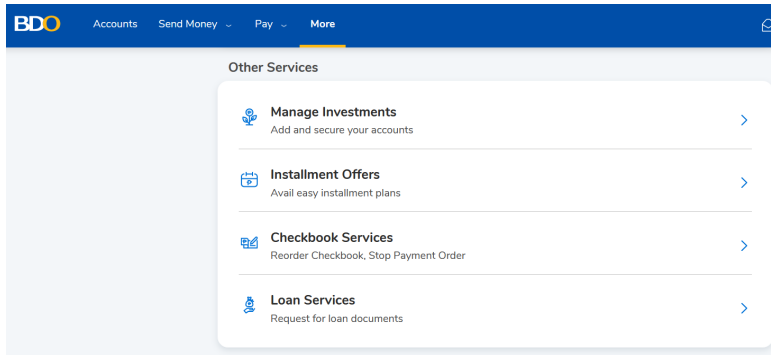 BDO Accounts Send Money Pay More
Other Services
Manage Investments
Add and secure your accounts
Installment Offers
Avail easy installment plans
Checkbook Services
Reorder Checkbook, Stop Payment Order
Loan Services
Request for loan documents